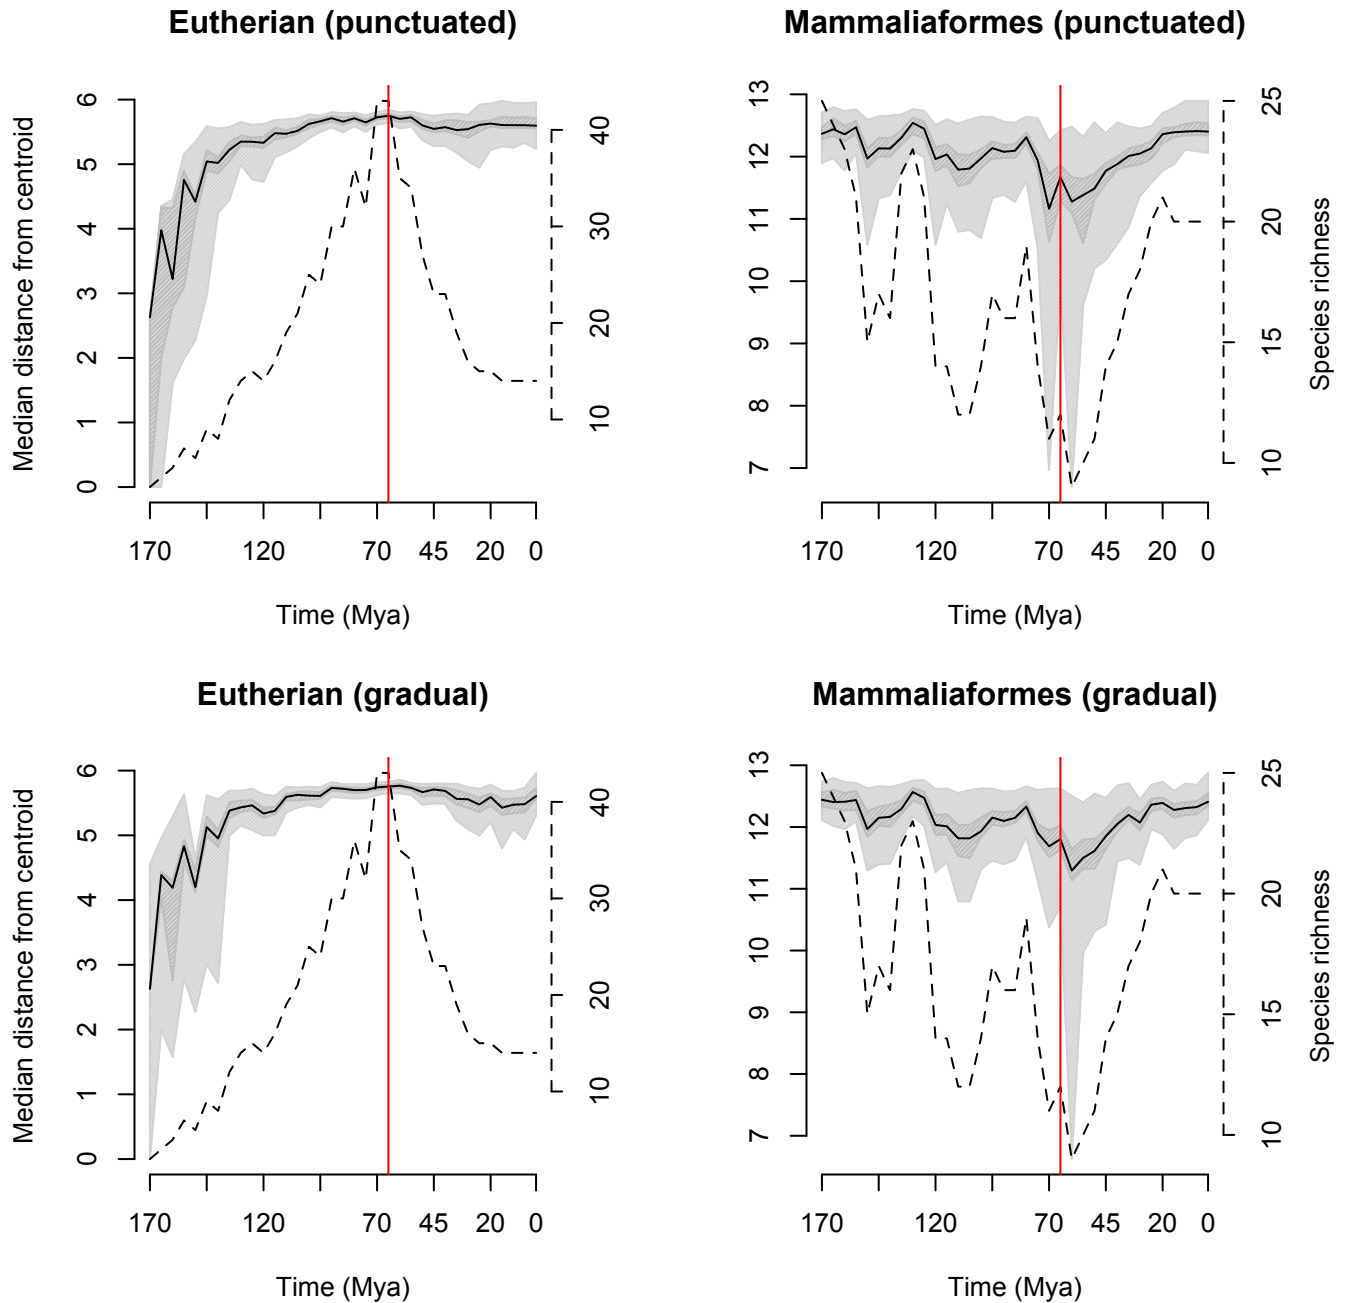 Eutherian (punctuated)
Median distance from centroid
6
5
4
3
2
1
0
40
30
20
10
170 120 70 45 20 0
Time (Mya)
Mammaliaformes (punctuated)
13
12
11
10
9
8
7
25
20
15
10
Species richness
170 120 70 45 20 0
Time (Mya)
Eutherian (gradual)
Median distance from centroid
6
5
4
3
2
1
0
40
30
20
10
170 120 70 45 20 0
Time (Mya)
Mammaliaformes (gradual)
13
12
11
10
9
8
7
25
20
15
10
Species richness
170 120 70 45 20 0
Time (Mya)